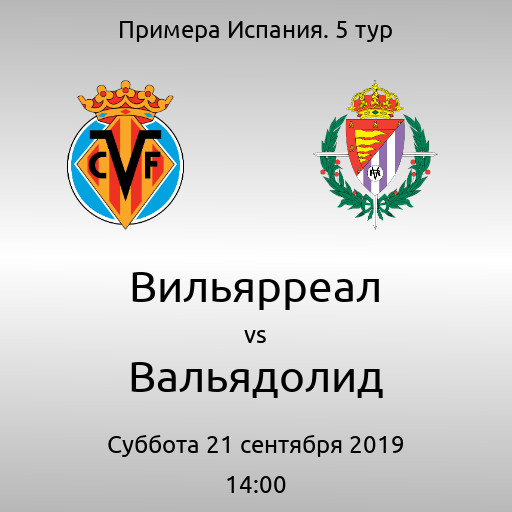 Примера Испания. 5 тур
CVF
Вильярреал
vs
Вальядолид
Суббота 21 сентября 2019
14:00